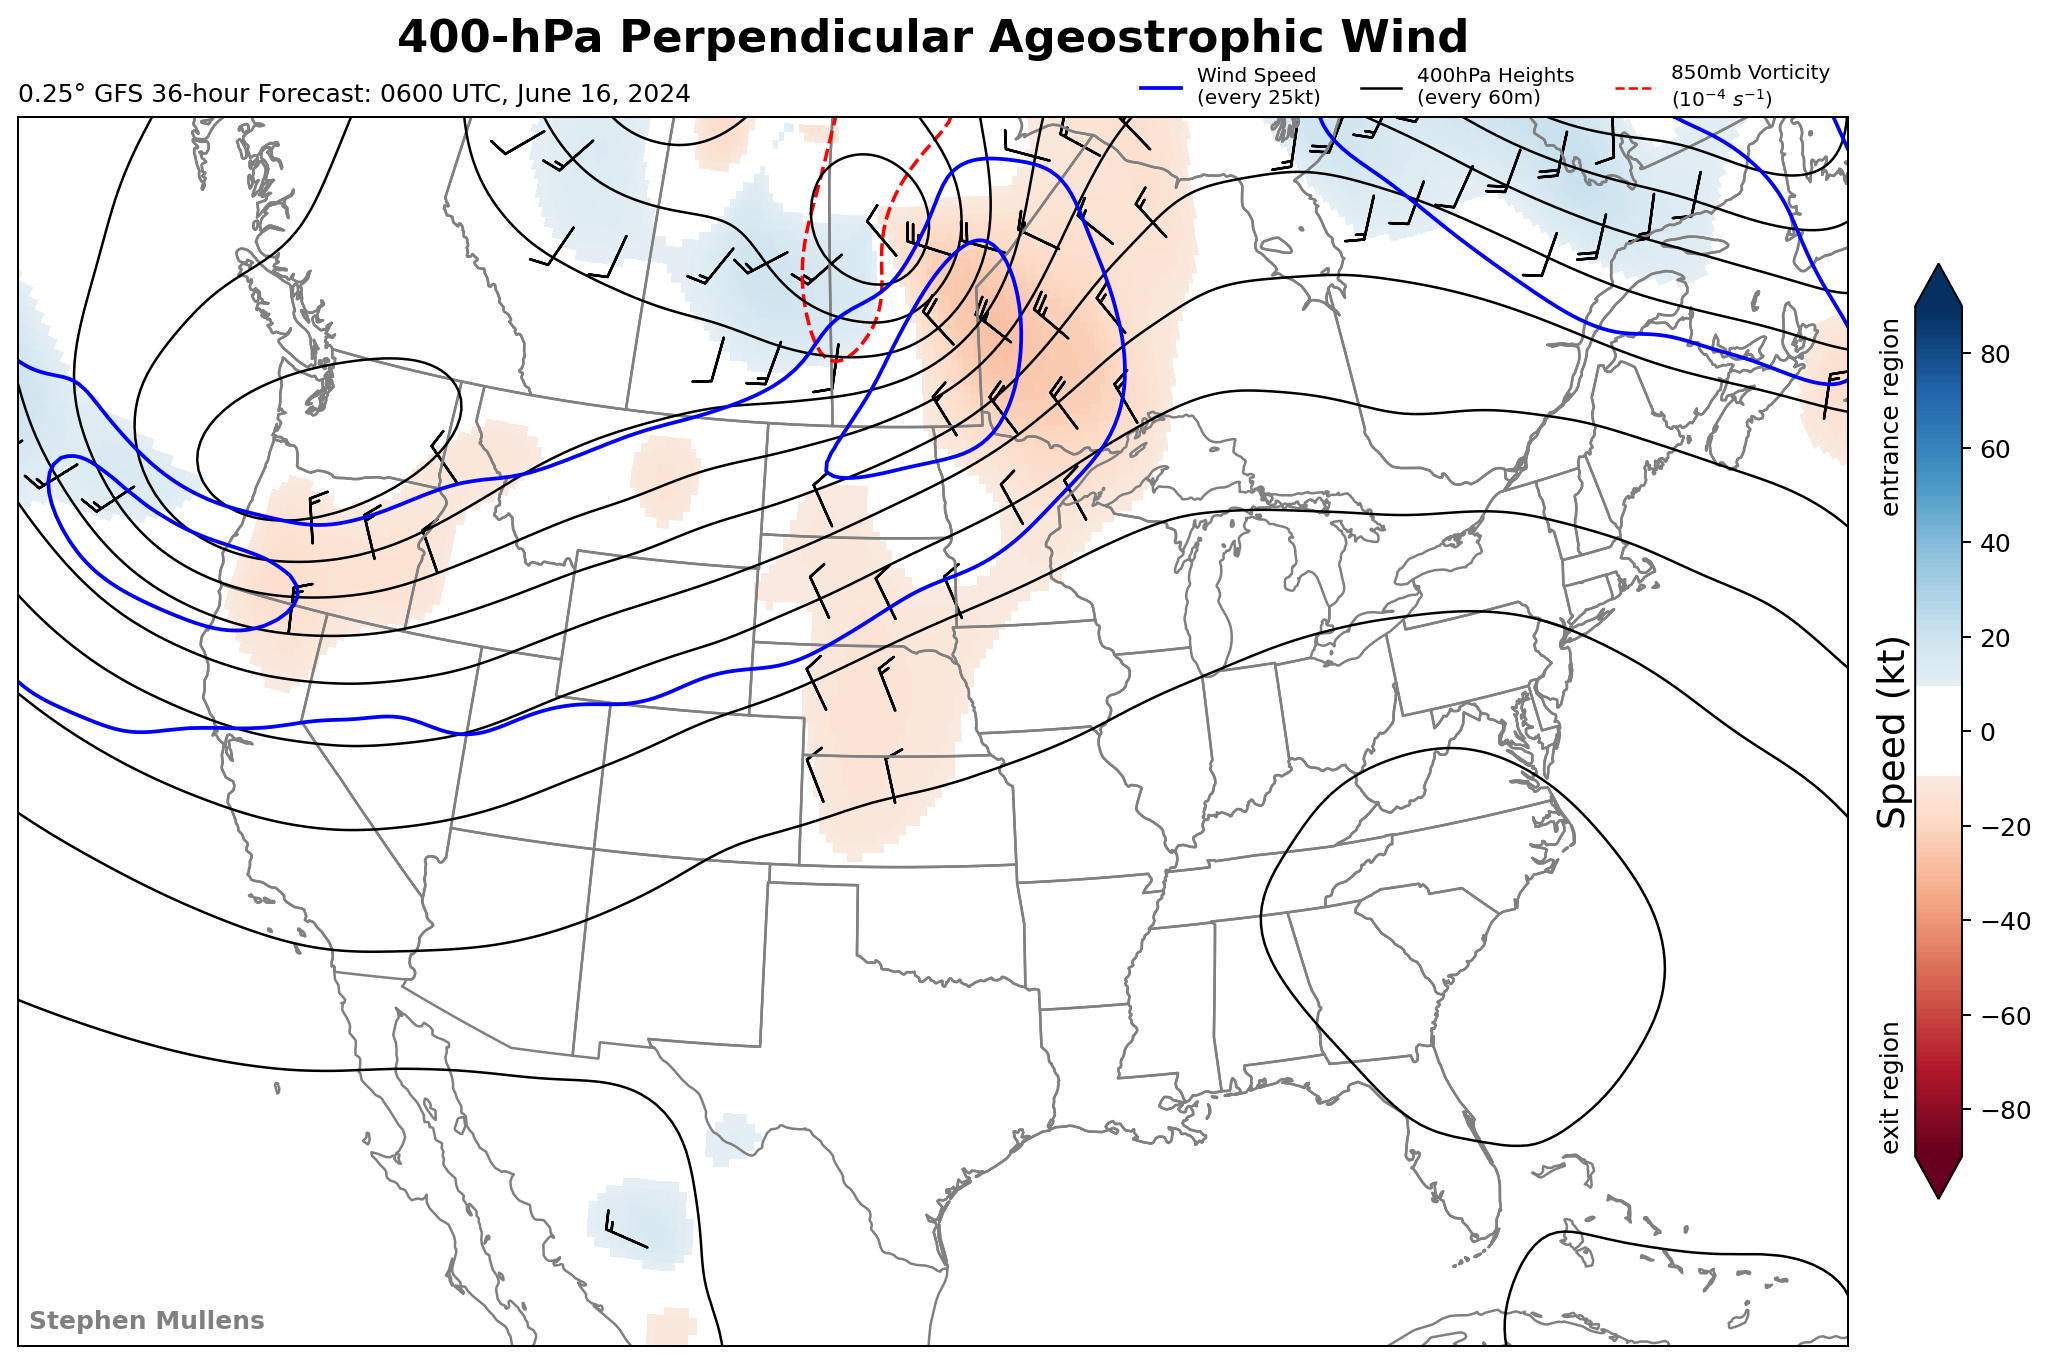 400-hPa Perpendicular Ageostrophic Wind
0.25° GFS 36-hour Forecast: 0600 UTC, June 16, 2024
Wind Speed
(every 25kt)
400hPa Heights
(every 60m)
850mb Vorticity
(10⁻⁴ s⁻¹)
entrance region
80
60
40
20
0
−20
−40
−60
−80
Speed (kt)
exit region
Stephen Mullens